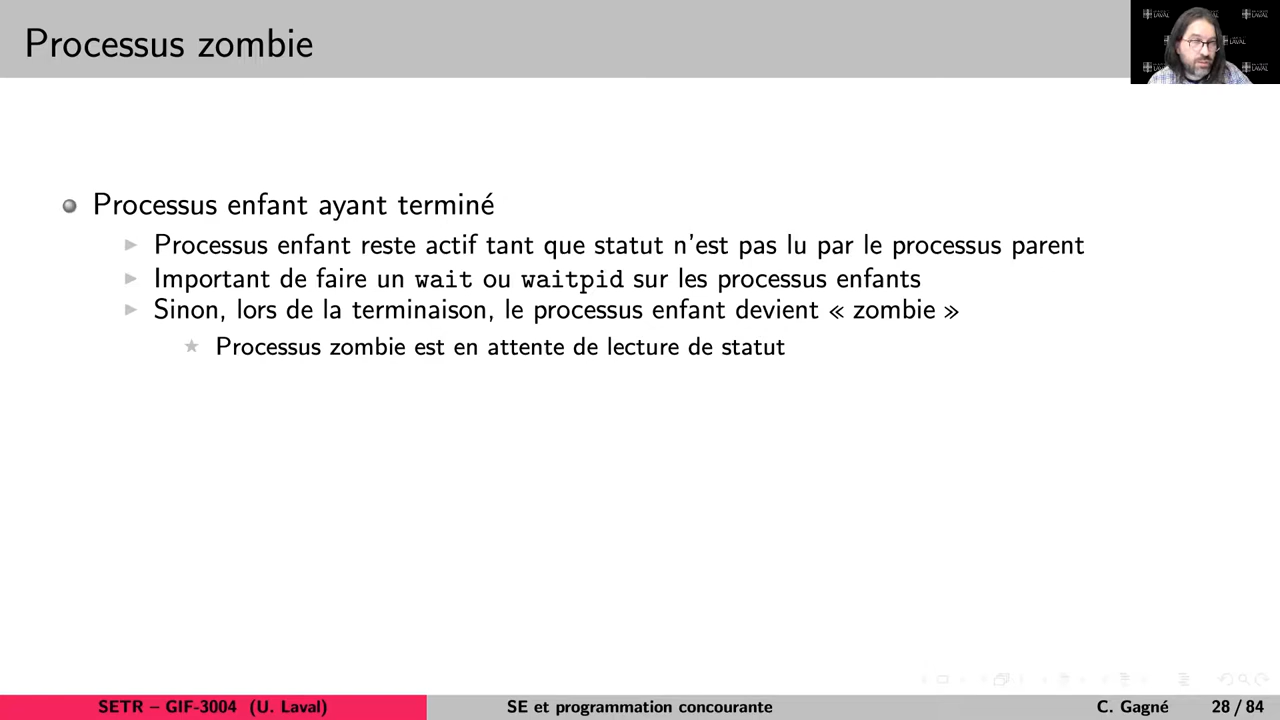 Processus zombie
Processus enfant ayant terminé
Processus enfant reste actif tant que statut n'est pas lu par le processus parent
Important de faire un wait ou waitpid sur les processus enfants
Sinon, lors de la terminaison, le processus enfant devient « zombie »
Processus zombie est en attente de lecture de statut
SETR – GIF-3004 (U. Laval) SE et programmation concourante C. Gagné 28 / 84